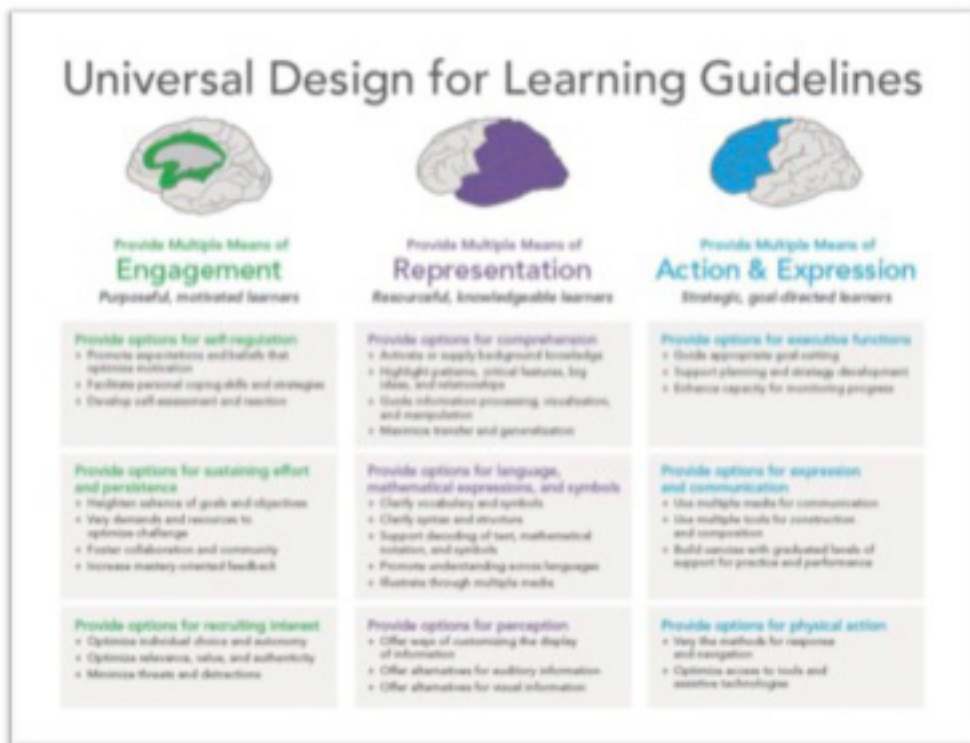 Universal Design for Learning Guidelines
Provide Multiple Means of
Engagement
Purposeful, motivated learners
Provide options for self-regulation
+ Promote expectations and beliefs that
optimize motivation
+ Facilitate personal coping skills and strategies
+ Develop self-assessment and reflection
Provide options for sustaining effort
and persistence
+ Heighten salience of goals and objectives
+ Vary demands and resources to
optimize challenge
+ Foster collaboration and community
+ Increase mastery-oriented feedback
Provide options for recruiting interest
+ Optimize individual choice and autonomy
+ Optimize relevance, value, and authenticity
+ Minimize threats and distractions
Provide Multiple Means of
Representation
Resourceful, knowledgeable learners
Provide options for comprehension
+ Activate or supply background knowledge
+ Highlight patterns, critical features, big
ideas, and relationships
+ Guide information processing, visualization,
and manipulation
+ Maximize transfer and generalization
Provide options for language,
mathematical expressions, and symbols
+ Clarify vocabulary and symbols
+ Clarify syntax and structure
+ Support decoding of text, mathematical
notation, and symbols
+ Promote understanding across languages
+ Illustrate through multiple media
Provide options for perception
+ Offer ways of customizing the display
of information
+ Offer alternatives for auditory information
+ Offer alternatives for visual information
Provide Multiple Means of
Action & Expression
Strategic, goal-directed learners
Provide options for executive functions
+ Guide appropriate goal-setting
+ Support planning and strategy development
+ Enhance capacity for monitoring progress
Provide options for expression
and communication
+ Use multiple media for communication
+ Use multiple tools for construction
and composition
+ Build fluencies with graduated levels of
support for practice and performance
Provide options for physical action
+ Vary the methods for response
and navigation
+ Optimize access to tools and
assistive technologies